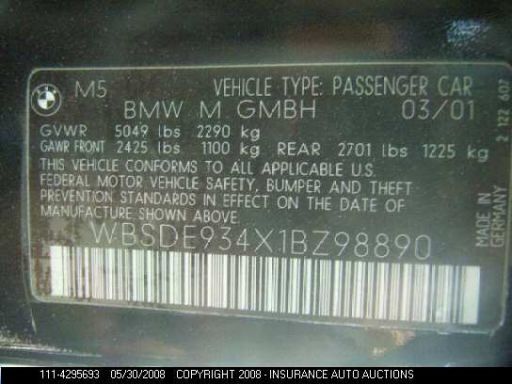 M5 VEHICLE TYPE: PASSENGER CAR
BMW M GMBH 03/01
GVWR 5049 lbs 2290 kg
GAWR FRONT 2425 lbs 1100 kg REAR 2701 lbs 1225 kg
THIS VEHICLE CONFORMS TO ALL APPLICABLE U.S.
FEDERAL MOTOR VEHICLE SAFETY, BUMPER AND THEFT
PREVENTION STANDARDS IN EFFECT ON THE DATE OF
MANUFACTURE SHOWN ABOVE.
WBSDE934X1BZ98890
2 122 602
GERMANY
111-4295693 05/30/2008 COPYRIGHT 2008 - INSURANCE AUTO AUCTIONS